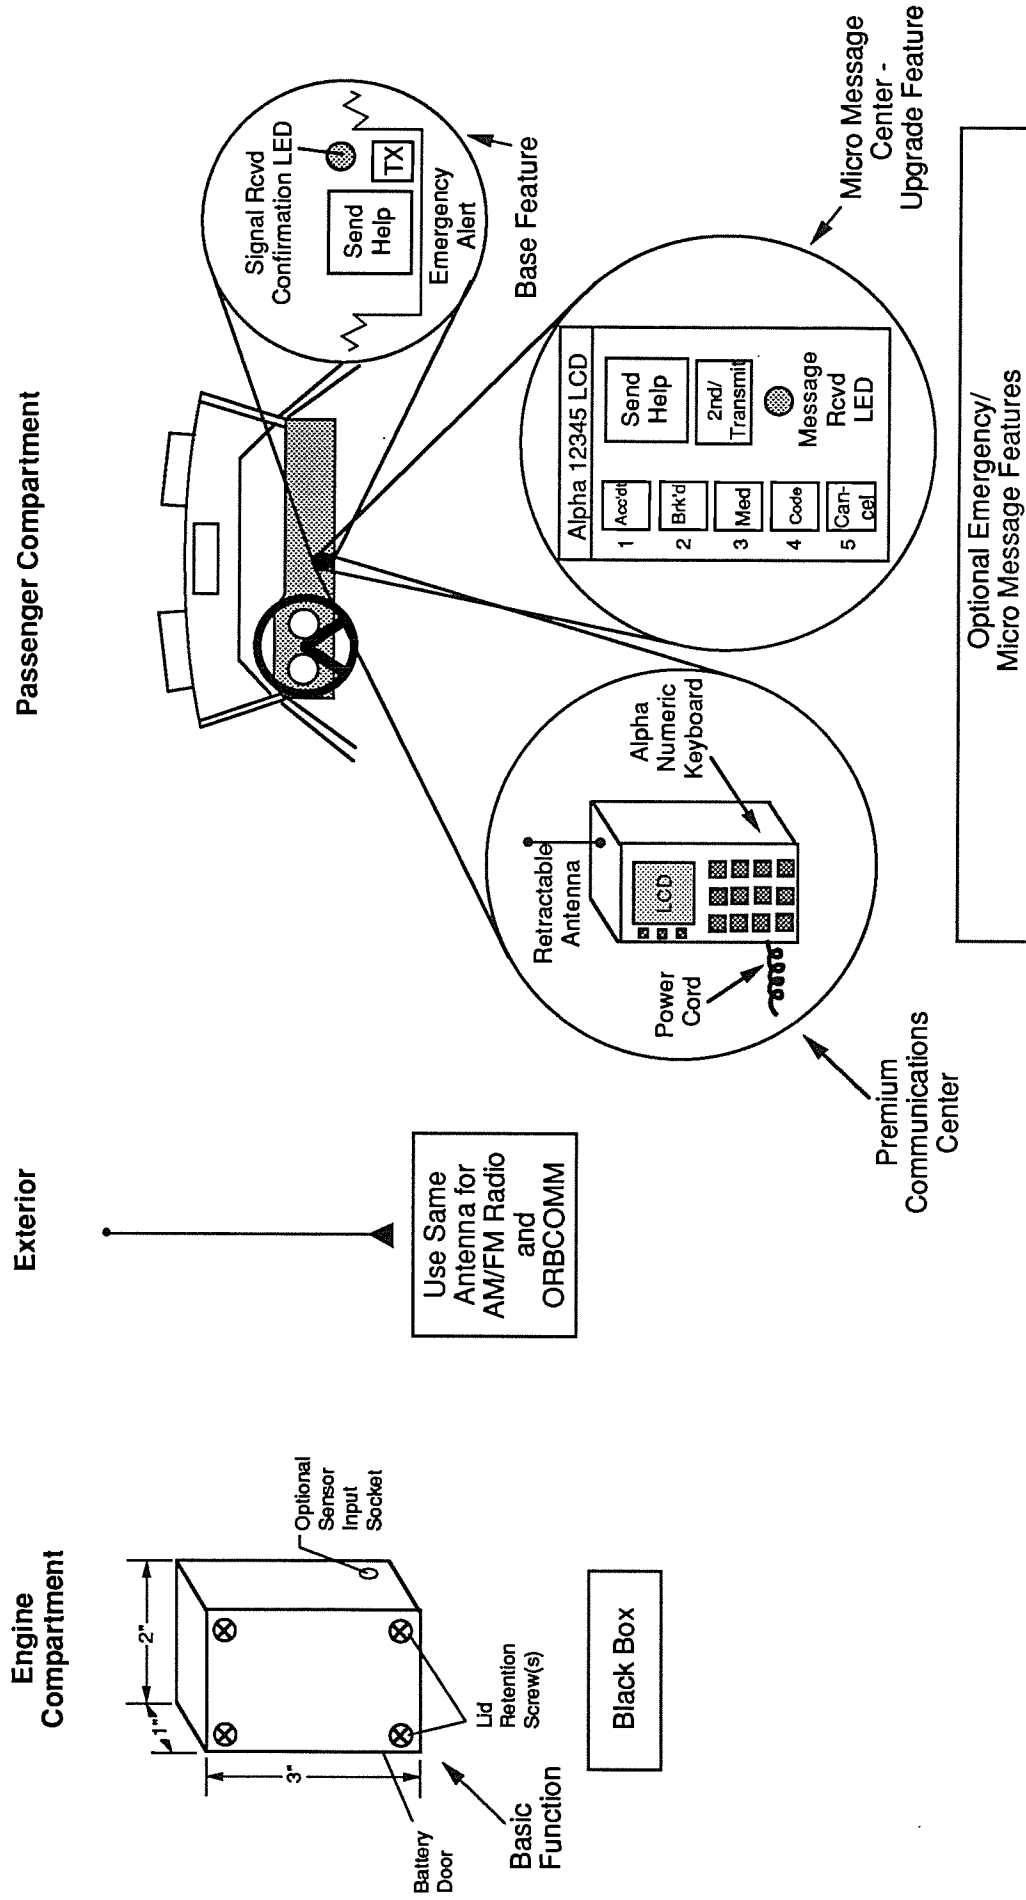 Engine
Compartment
2"
1"
3"
Optional
Sensor
Input
Socket
Lid
Retention
Screw(s)
Battery
Door
Basic
Function
Black Box
Exterior
Use Same
Antenna for
AM/FM Radio
and
ORBCOMM
Passenger Compartment
Signal Rcvd
Confirmation LED
Send
Help
TX
Emergency
Alert
Base Feature
Retractable
Antenna
LCD
Alpha
Numeric
Keyboard
Power
Cord
Premium
Communications
Center
Alpha 12345 LCD
1 Acc'dt
2 Brk'd
3 Med
4 Code
5 Can-
cel
Send
Help
2nd/
Transmit
Message
Rcvd
LED
Micro Message
Center -
Upgrade Feature
Optional Emergency/
Micro Message Features